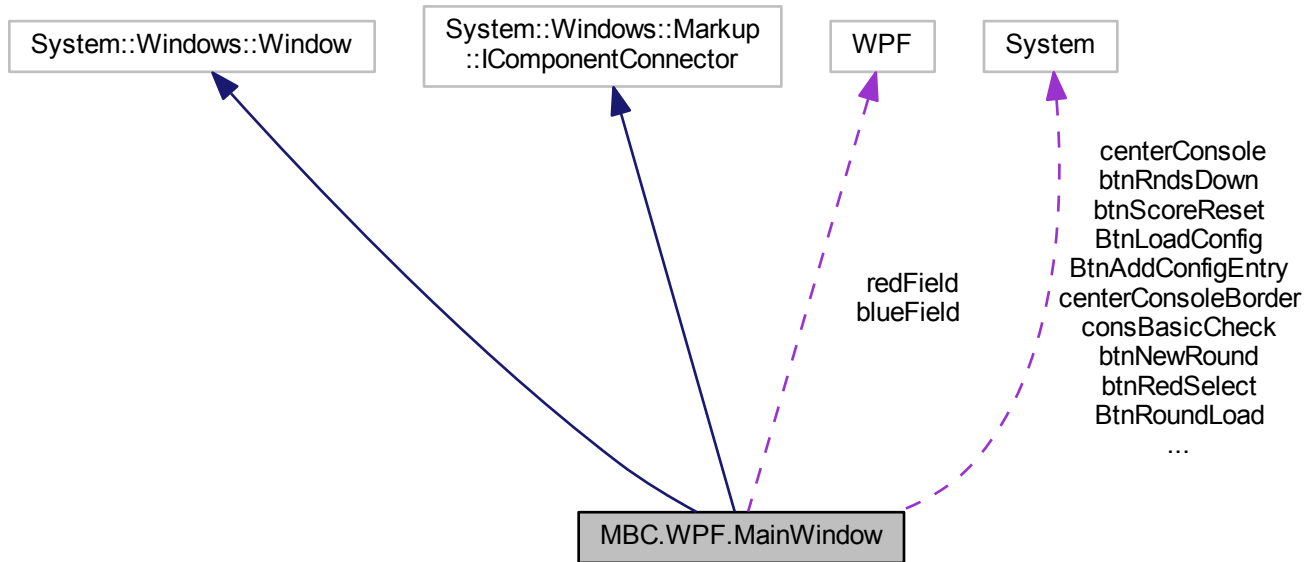 System::Windows::Window
System::Windows::Markup
::IComponentConnector
WPF
System
redField
blueField
centerConsole
btnRndsDown
btnScoreReset
BtnLoadConfig
BtnAddConfigEntry
centerConsoleBorder
consBasicCheck
btnNewRound
btnRedSelect
BtnRoundLoad
...
MBC.WPF.MainWindow